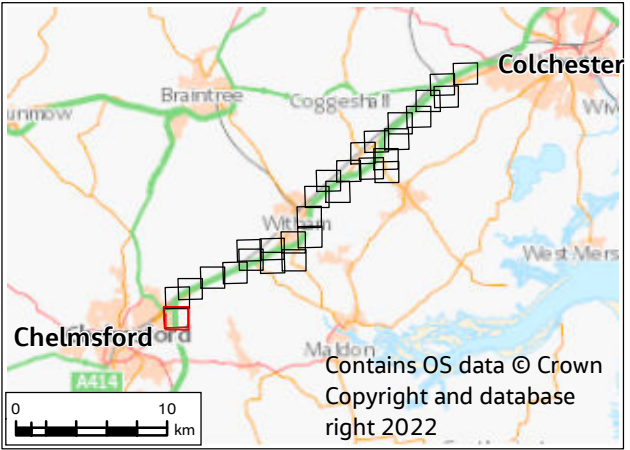 Colchester
Braintree
Coggeshall
unmow
Witham
West Mers
Chelmsford
Maldon
A414
Contains OS data © Crown
Copyright and database
right 2022
0 10
km